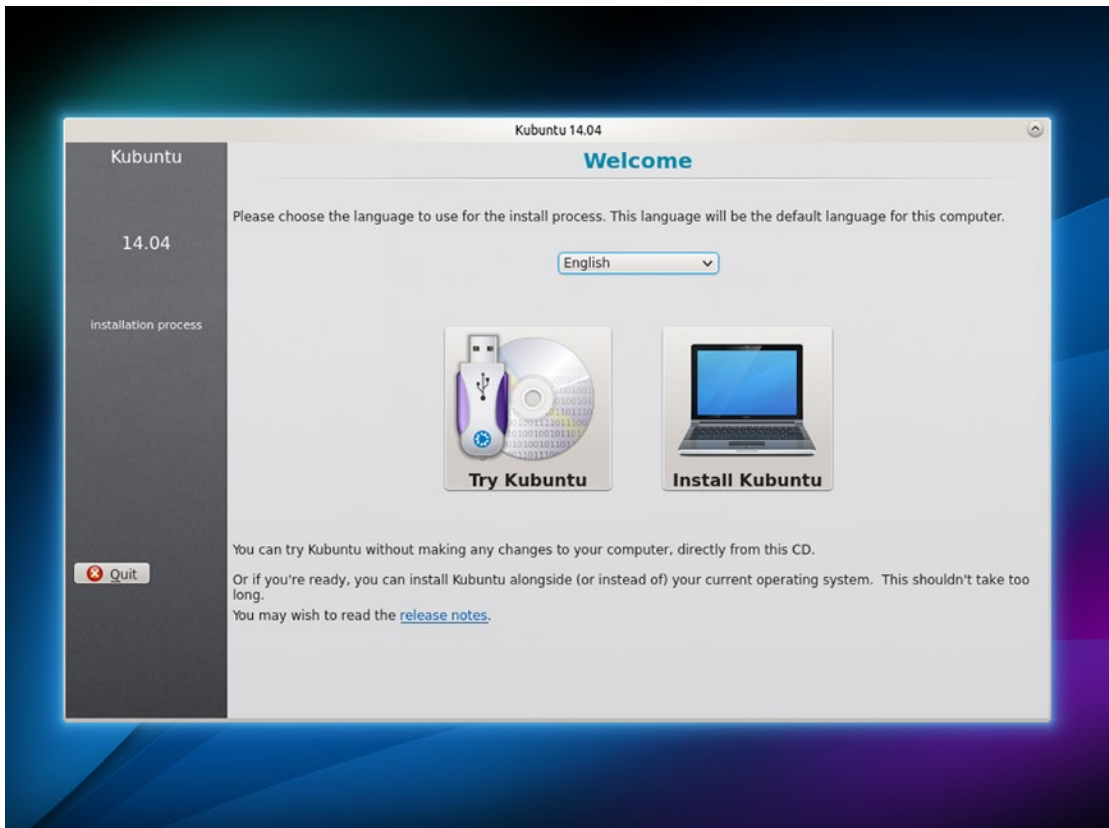 Kubuntu 14.04
Kubuntu
14.04
installation process
Quit
Welcome
Please choose the language to use for the install process. This language will be the default language for this computer.
English
Try Kubuntu
Install Kubuntu
You can try Kubuntu without making any changes to your computer, directly from this CD.
Or if you're ready, you can install Kubuntu alongside (or instead of) your current operating system. This shouldn't take too
long.
You may wish to read the release notes.